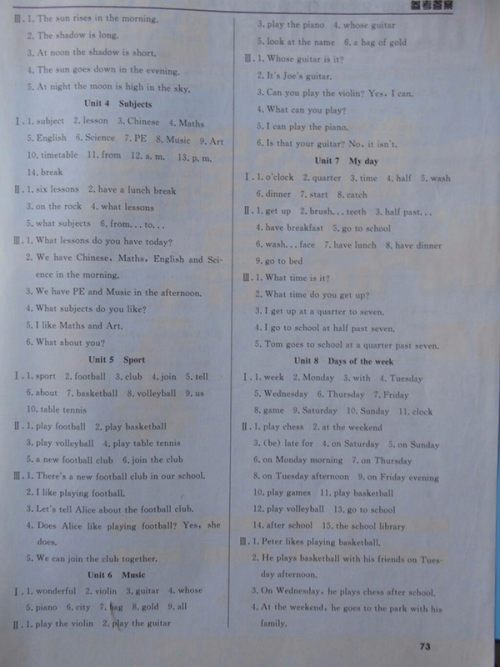 参考答案
Ⅲ. 1. The sun rises in the morning.
2. The shadow is long.
3. At noon the shadow is short.
4. The sun goes down in the evening.
5. At night the moon is high in the sky.
Unit 4 Subjects
Ⅰ. 1. subject 2. lesson 3. Chinese 4. Maths
5. English 6. Science 7. PE 8. Music 9. Art
10. timetable 11. from 12. a. m. 13. p. m.
14. break
Ⅱ. 1. six lessons 2. have a lunch break
3. on the rock 4. what lessons
5. what subjects 6. from...to...
Ⅲ. 1. What lessons do you have today?
2. We have Chinese, Maths, English and Sci-
ence in the morning.
3. We have PE and Music in the afternoon.
4. What subjects do you like?
5. I like Maths and Art.
6. What about you?
Unit 5 Sport
Ⅰ. 1. sport 2. football 3. club 4. join 5. tell
6. about 7. basketball 8. volleyball 9. us
10. table tennis
Ⅱ. 1. play football 2. play basketball
3. play volleyball 4. play table tennis
5. a new football club 6. join the club
Ⅲ. 1. There's a new football club in our school.
2. I like playing football.
3. Let's tell Alice about the football club.
4. Does Alice like playing football? Yes, she
does.
5. We can join the club together.
Unit 6 Music
Ⅰ. 1. wonderful 2. violin 3. guitar 4. whose
5. piano 6. city 7. bag 8. gold 9. all
Ⅱ. 1. play the violin 2. play the guitar
3. play the piano 4. whose guitar
5. look at the name 6. a bag of gold
Ⅲ. 1. Whose guitar is it?
2. It's Joe's guitar.
3. Can you play the violin? Yes, I can.
4. What can you play?
5. I can play the piano.
6. Is that your guitar? No, it isn't.
Unit 7 My day
Ⅰ. 1. o'clock 2. quarter 3. time 4. half 5. wash
6. dinner 7. start 8. catch
Ⅱ. 1. get up 2. brush...teeth 3. half past...
4. have breakfast 5. go to school
6. wash...face 7. have lunch 8. have dinner
9. go to bed
Ⅲ. 1. What time is it?
2. What time do you get up?
3. I get up at a quarter to seven.
4. I go to school at half past seven.
5. Tom goes to school at a quarter past seven.
Unit 8 Days of the week
Ⅰ. 1. week 2. Monday 3. with 4. Tuesday
5. Wednesday 6. Thursday 7. Friday
8. game 9. Saturday 10. Sunday 11. clock
Ⅱ. 1. play chess 2. at the weekend
3. (be) late for 4. on Saturday 5. on Sunday
6. on Monday morning 7. on Thursday
8. on Tuesday afternoon 9. on Friday evening
10. play games 11. play basketball
12. play volleyball 13. go to school
14. after school 15. the school library
Ⅲ. 1. Peter likes playing basketball.
2. He plays basketball with his friends on Tues-
day afternoon.
3. On Wednesday, he plays chess after school.
4. At the weekend, he goes to the park with his
family.
73